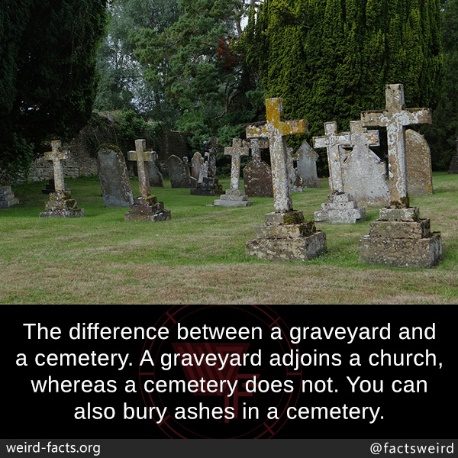 The difference between a graveyard and
a cemetery. A graveyard adjoins a church,
whereas a cemetery does not. You can
also bury ashes in a cemetery.
weird-facts.org @factsweird